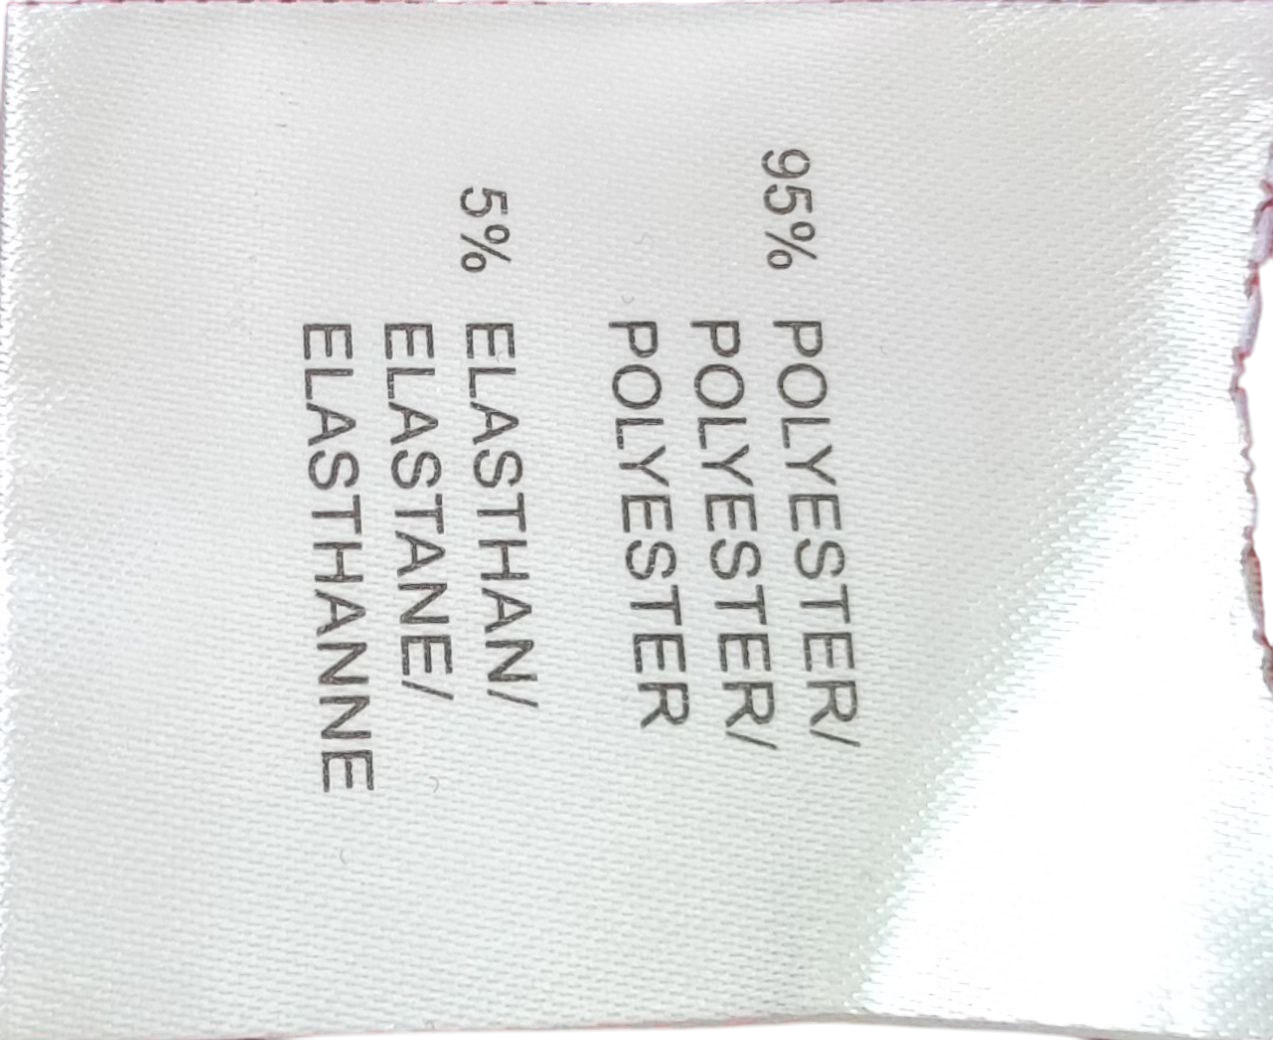 95% POLYESTER/
POLYESTER/
POLYESTER
5% ELASTHAN/
ELASTANE/
ELASTHANNE